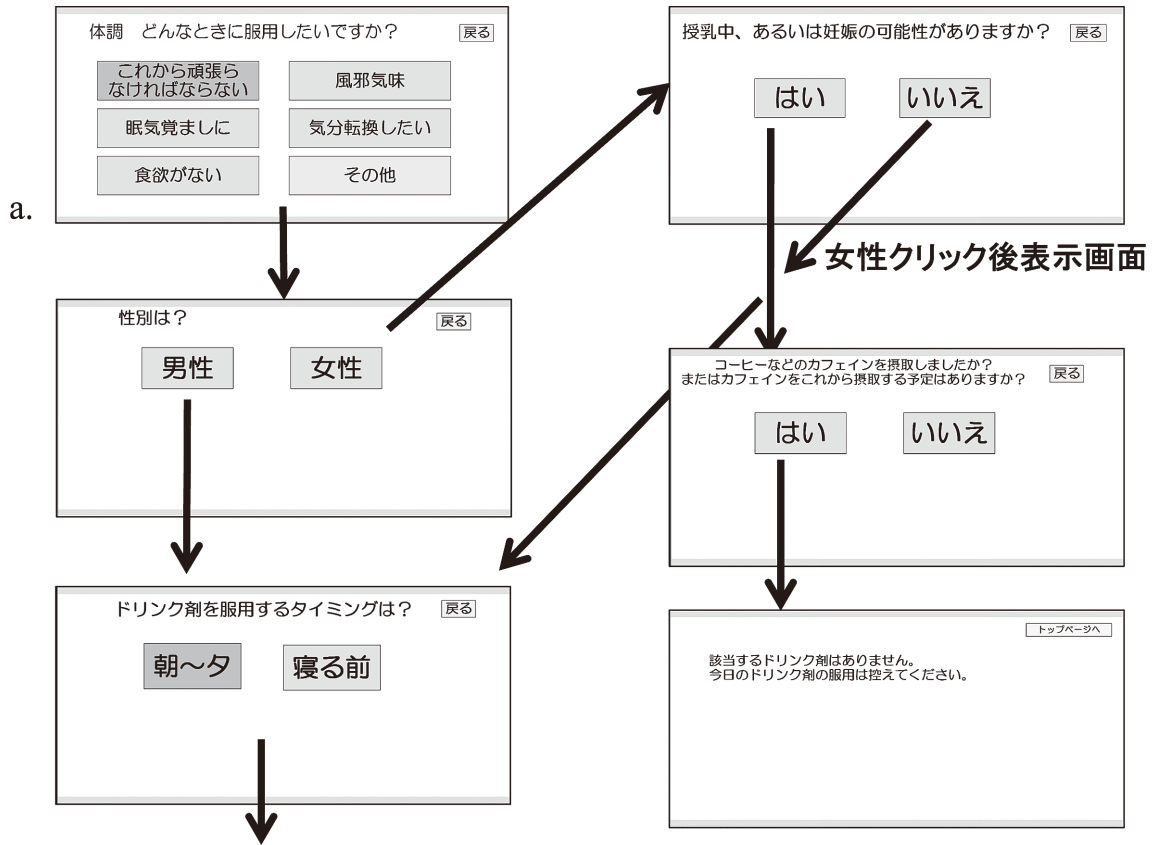 a.
体調　どんなときに服用したいですか？
戻る
これから頑張ら
なければならない
風邪気味
眠気覚ましに
気分転換したい
食欲がない
その他
性別は？
戻る
男性
女性
ドリンク剤を服用するタイミングは？
戻る
朝～夕
寝る前
授乳中、あるいは妊娠の可能性がありますか？
戻る
はい
いいえ
女性クリック後表示画面
コーヒーなどのカフェインを摂取しましたか？
またはカフェインをこれから摂取する予定はありますか？
戻る
はい
いいえ
トップページへ
該当するドリンク剤はありません。
今日のドリンク剤の服用は控えてください。